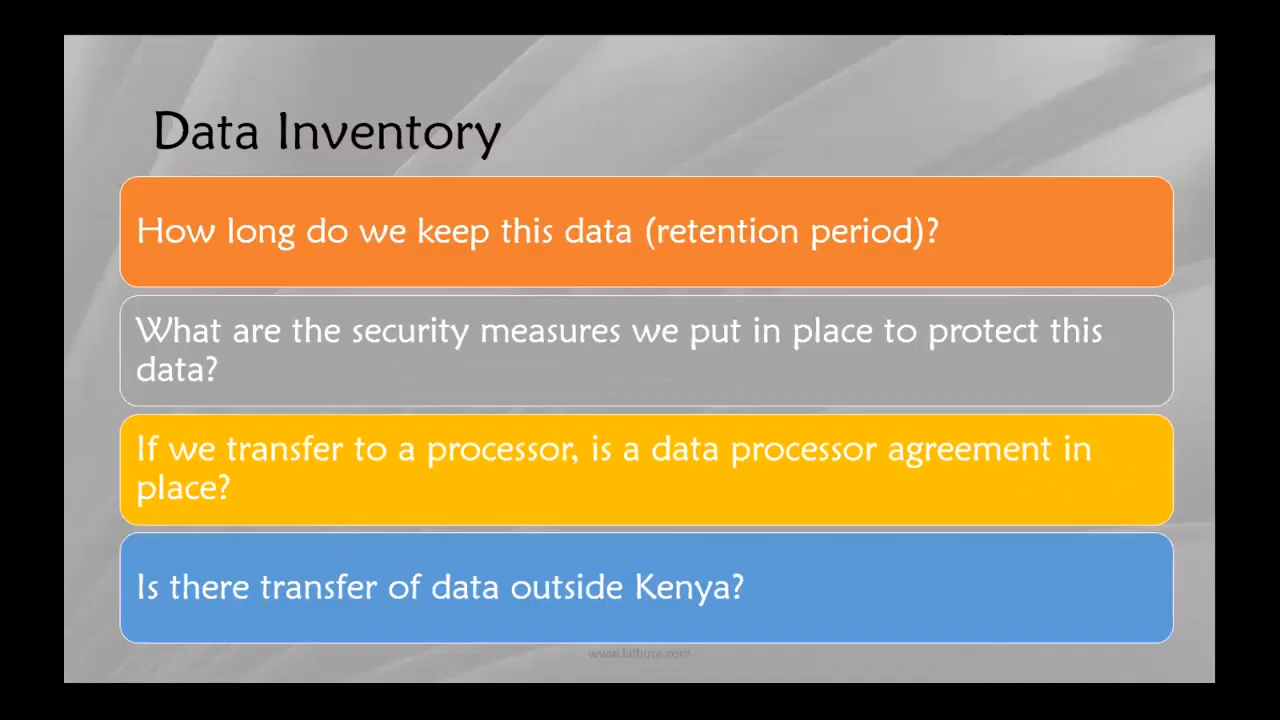 Data Inventory
How long do we keep this data (retention period)?
What are the security measures we put in place to protect this
data?
If we transfer to a processor, is a data processor agreement in
place?
Is there transfer of data outside Kenya?